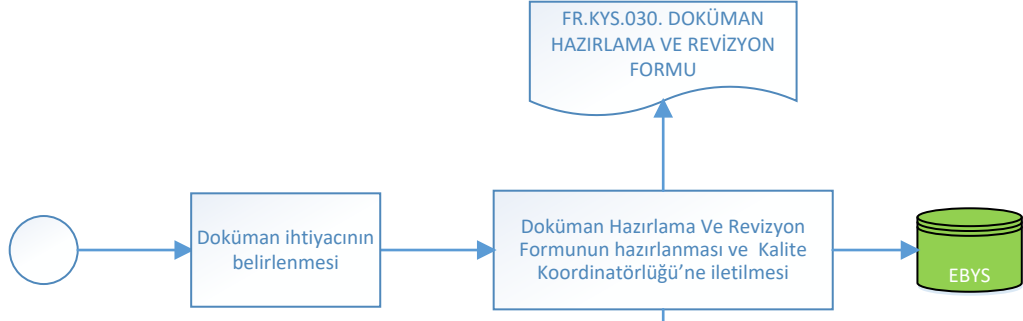 FR.KYS.030. DOKÜMAN
HAZIRLAMA VE REVİZYON
FORMU
Doküman ihtiyacının
belirlenmesi
Doküman Hazırlama Ve Revizyon
Formunun hazırlanması ve  Kalite
Koordinatörlüğü’ne iletilmesi
EBYS